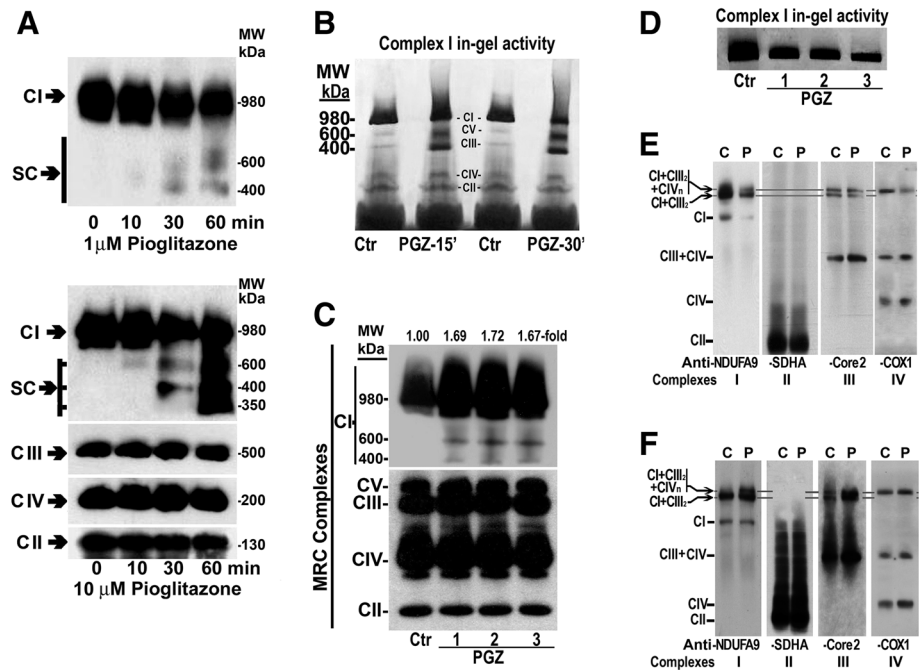 A
MW
kDa
CI
-980
-600
SC
-400
0 10 30 60 min
1µM Pioglitazone
MW
kDa
CI
-980
-600
SC
-400
-350
CIII
-500
CIV
-200
CII
-130
0 10 30 60 min
10 µM Pioglitazone
B
Complex I in-gel activity
MW
kDa
980
600
400
- CI -
CV -
CIII-
-CIV-
-CII-
Ctr PGZ-15' Ctr PGZ-30'
C
MW
kDa
1.00 1.69 1.72 1.67-fold
MRC Complexes
CI
980-
600-
400-
CV-
CIII-
CIV-
CII-
Ctr 1 2 3
PGZ
D
Complex I in-gel activity
Ctr 1 2 3
PGZ
E
C P C P C P C P
CI+CIII₂
+CIVn
CI+CIII₂
CI-
CIII+CIV-
CIV-
CII-
Anti-NDUFA9 -SDHA -Core2 -COX1
Complexes I II III IV
F
C P C P C P C P
CI+CIII₂
+CIVn
CI+CIII₂
CI-
CIII+CIV-
CIV-
CII-
Anti-NDUFA9 -SDHA -Core2 -COX1
Complexes I II III IV